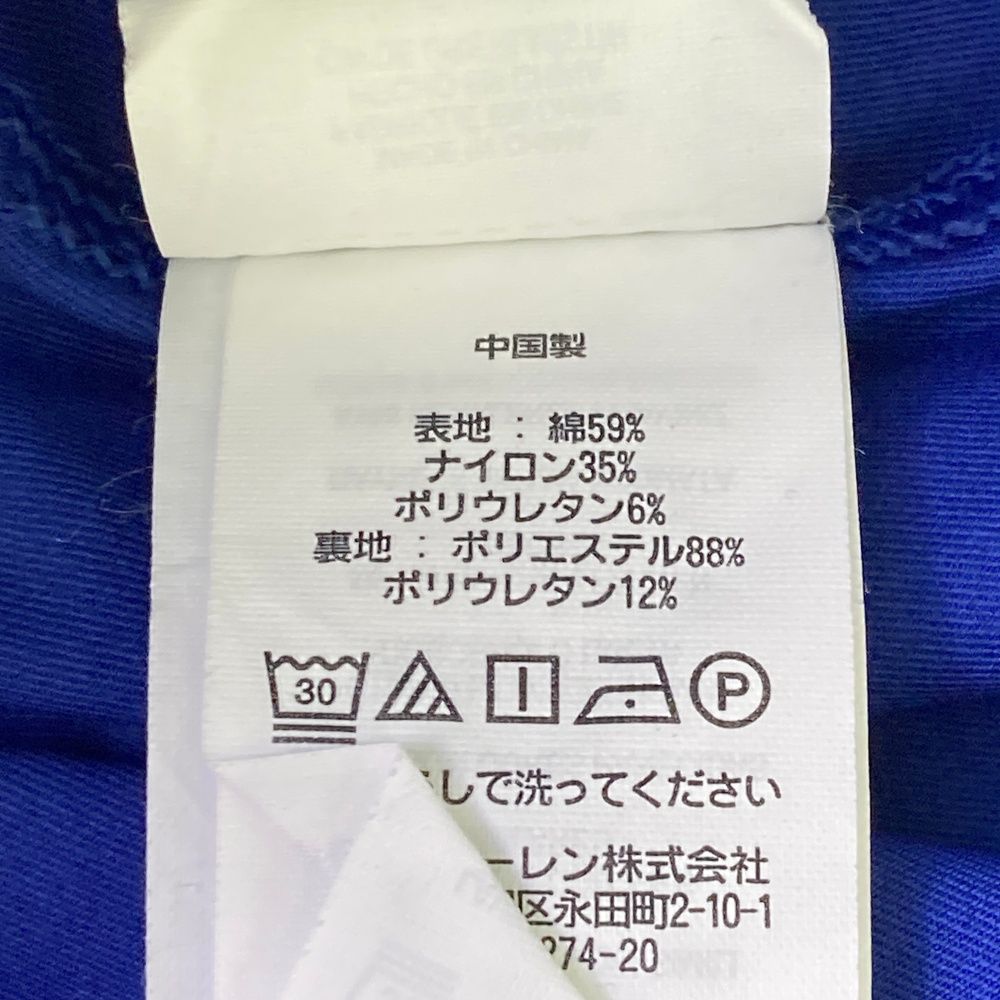 中国製
表地 : 綿59%
ナイロン35%
ポリウレタン6%
裏地 : ポリエステル88%
ポリウレタン12%
30
P
しで洗ってください
ーレン株式会社
区永田町2-10-1
274-20